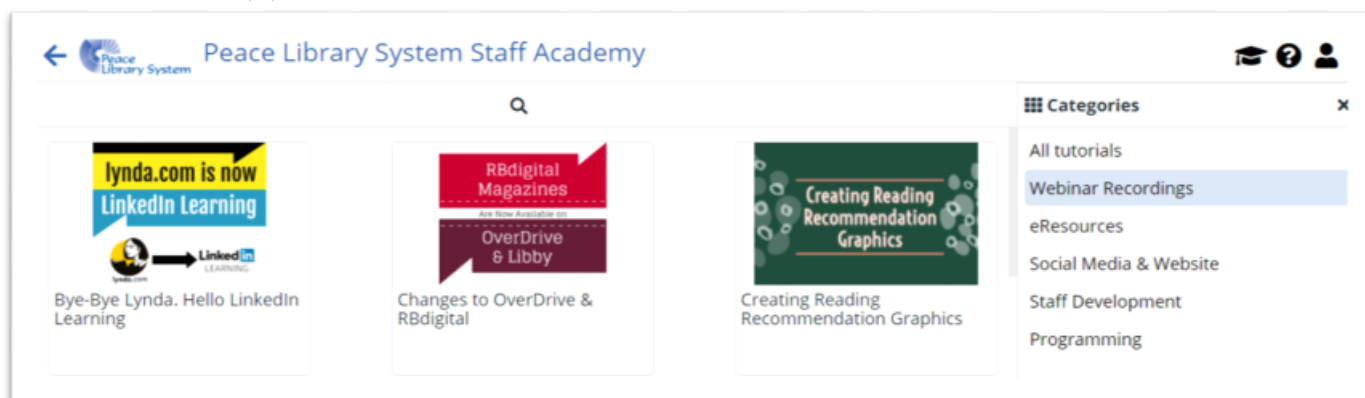 Peace
Library System
Peace Library System Staff Academy
Categories
lynda.com is now
LinkedIn Learning
Linked in
LEARNING
lynda.com
Bye-Bye Lynda. Hello LinkedIn
Learning
RBdigital
Magazines
Are Now Available on
OverDrive
& Libby
Changes to OverDrive &
RBdigital
Creating Reading
Recommendation
Graphics
Creating Reading
Recommendation Graphics
All tutorials
Webinar Recordings
eResources
Social Media & Website
Staff Development
Programming